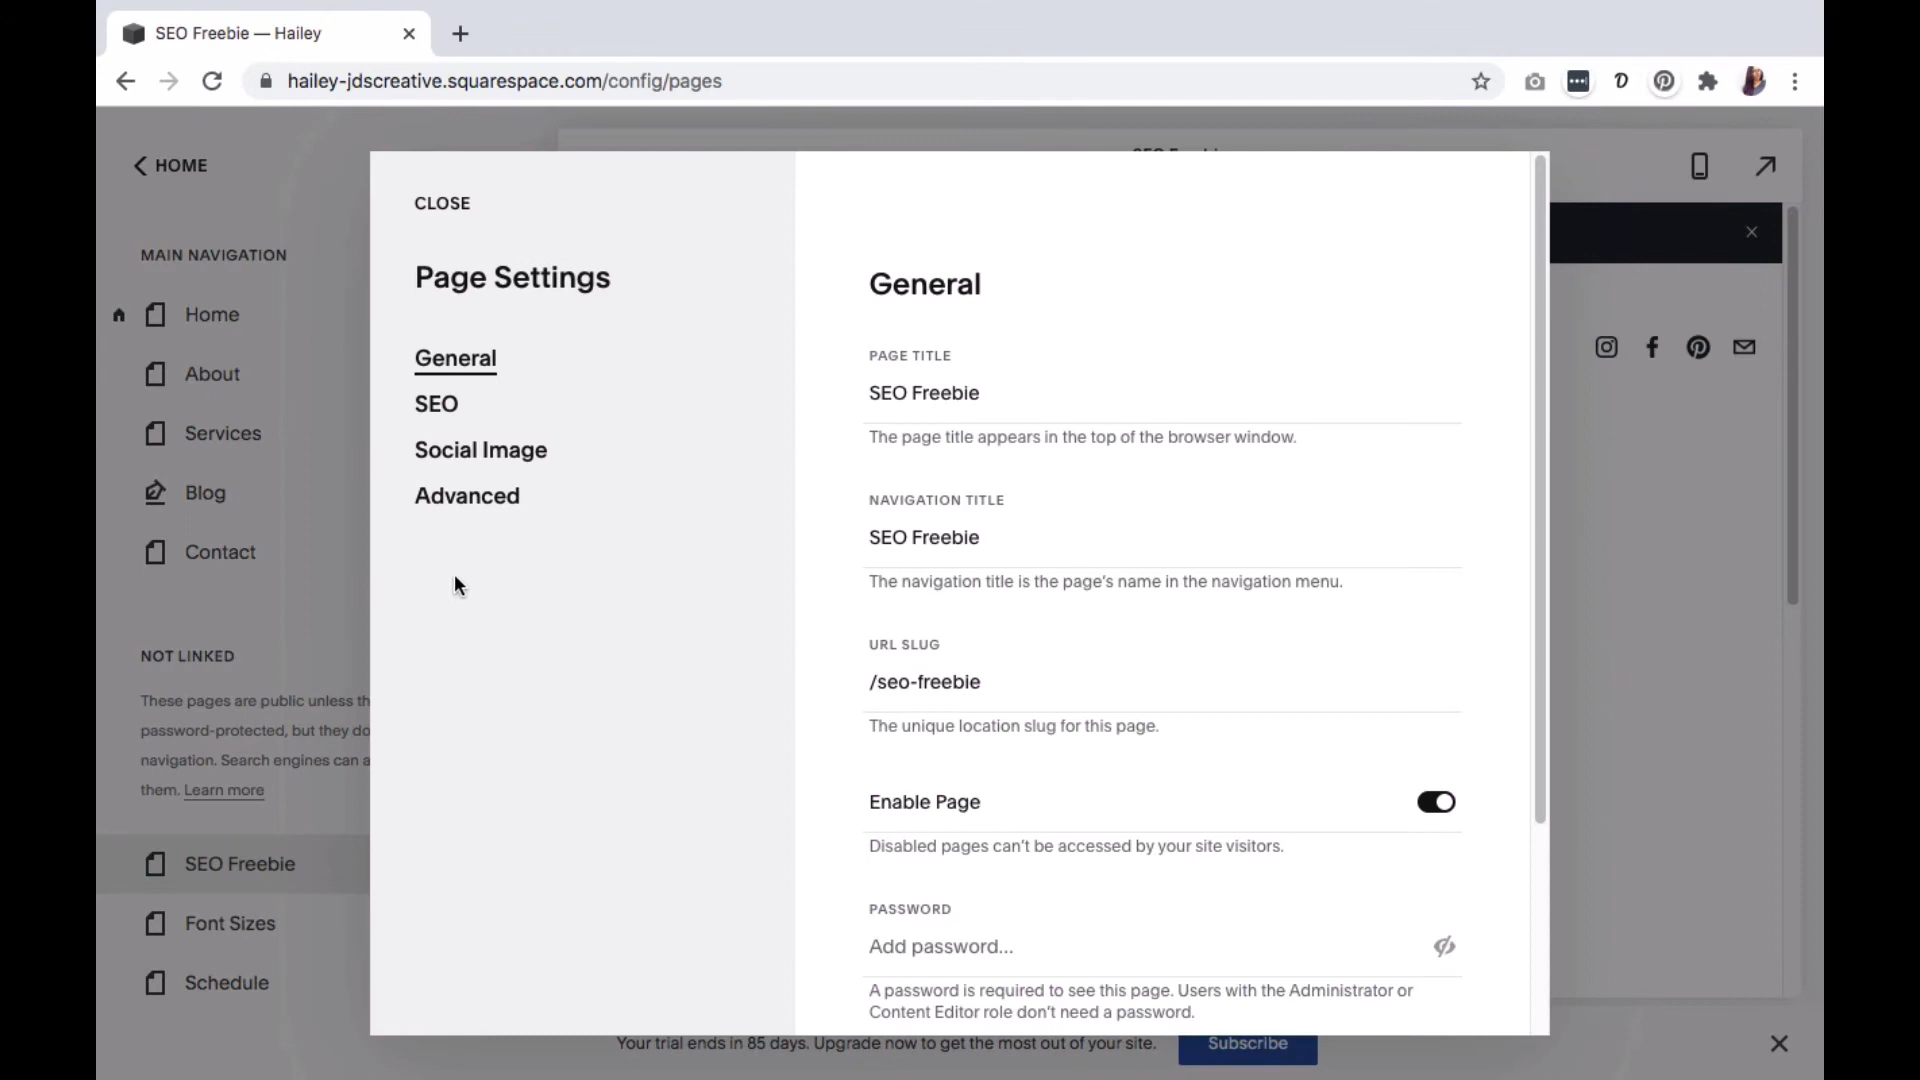 SEO Freebie — Hailey
hailey-jdscreative.squarespace.com/config/pages
HOME
MAIN NAVIGATION
Home
About
Services
Blog
Contact
NOT LINKED
These pages are public unless th
password-protected, but they do
navigation. Search engines can a
them. Learn more
SEO Freebie
Font Sizes
Schedule
CLOSE
Page Settings
General
SEO
Social Image
Advanced
General
PAGE TITLE
SEO Freebie
The page title appears in the top of the browser window.
NAVIGATION TITLE
SEO Freebie
The navigation title is the page's name in the navigation menu.
URL SLUG
/seo-freebie
The unique location slug for this page.
Enable Page
Disabled pages can't be accessed by your site visitors.
PASSWORD
Add password...
A password is required to see this page. Users with the Administrator or
Content Editor role don't need a password.
Your trial ends in 85 days. Upgrade now to get the most out of your site.
Subscribe